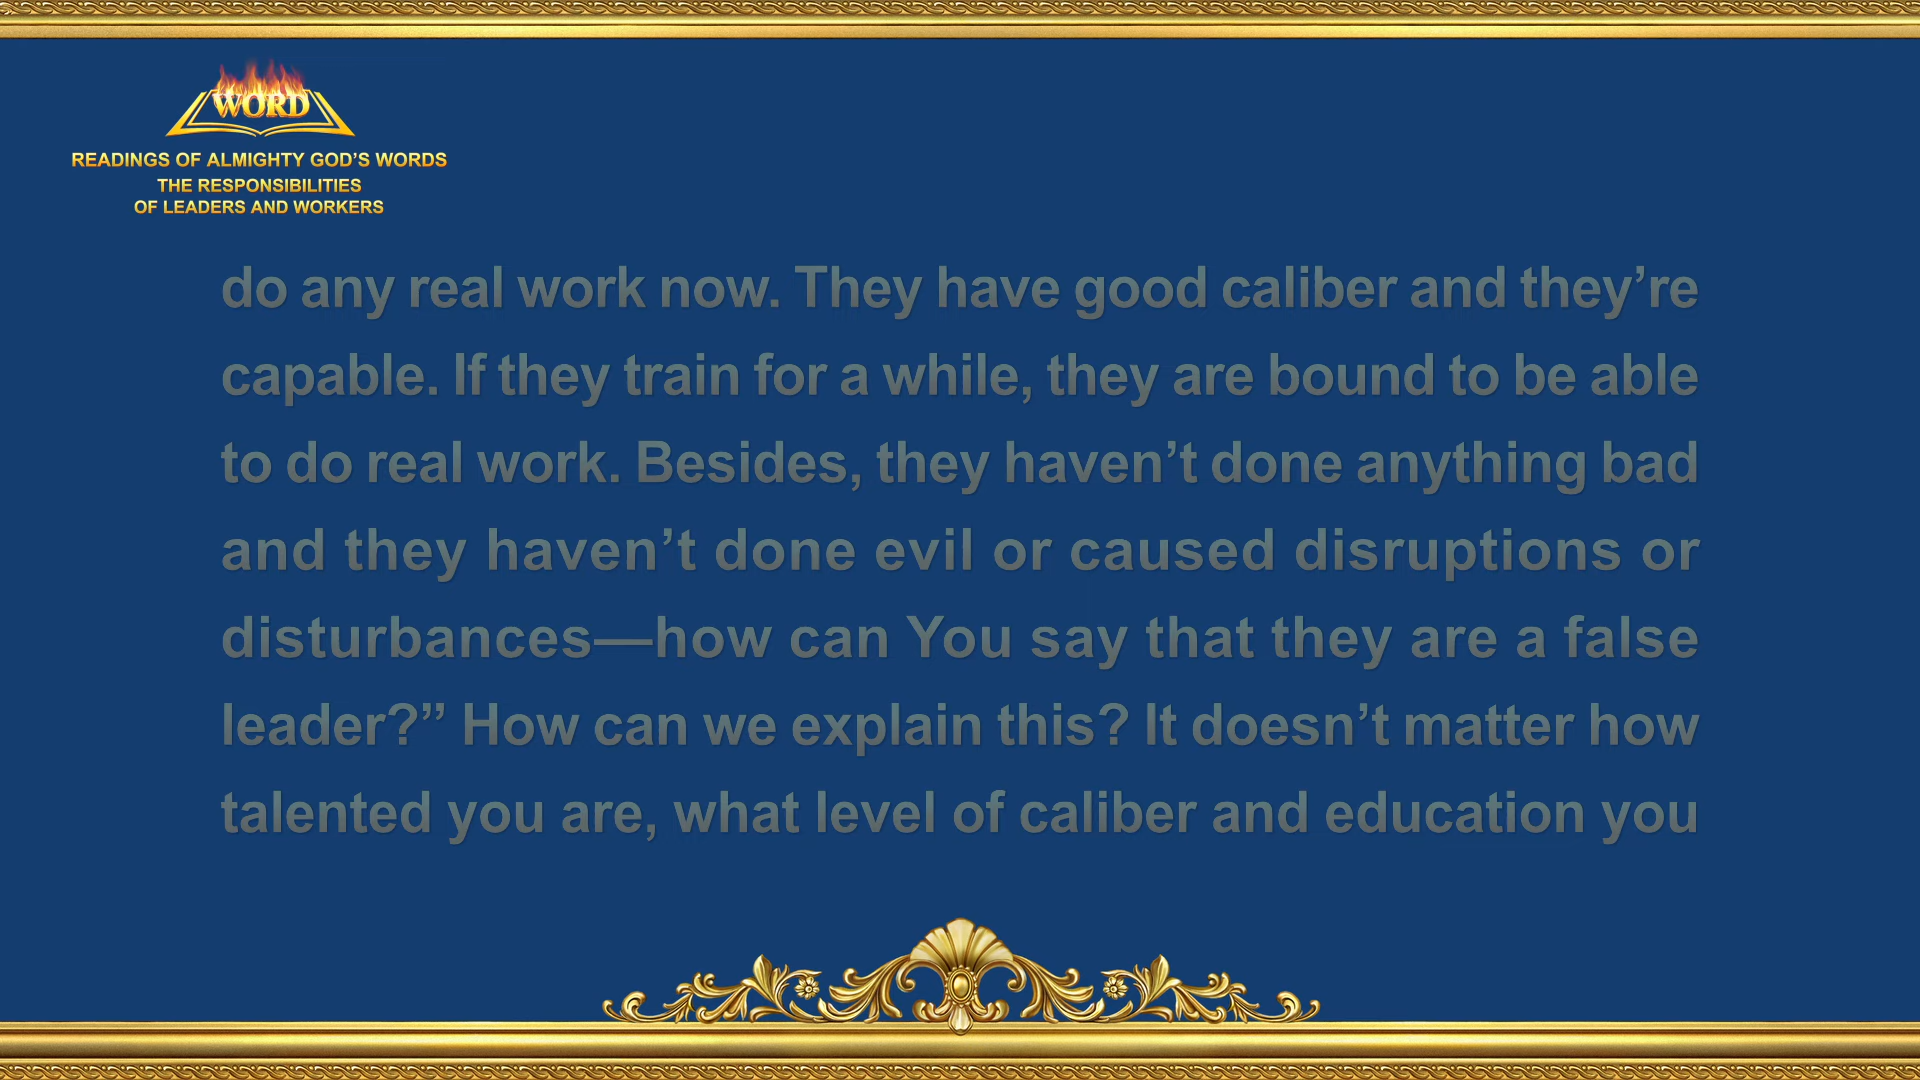 WORD
READINGS OF ALMIGHTY GOD’S WORDS
THE RESPONSIBILITIES
OF LEADERS AND WORKERS
do any real work now. They have good caliber and they’re
capable. If they train for a while, they are bound to be able
to do real work. Besides, they haven’t done anything bad
and they haven’t done evil or caused disruptions or
disturbances—how can You say that they are a false
leader?” How can we explain this? It doesn’t matter how
talented you are, what level of caliber and education you